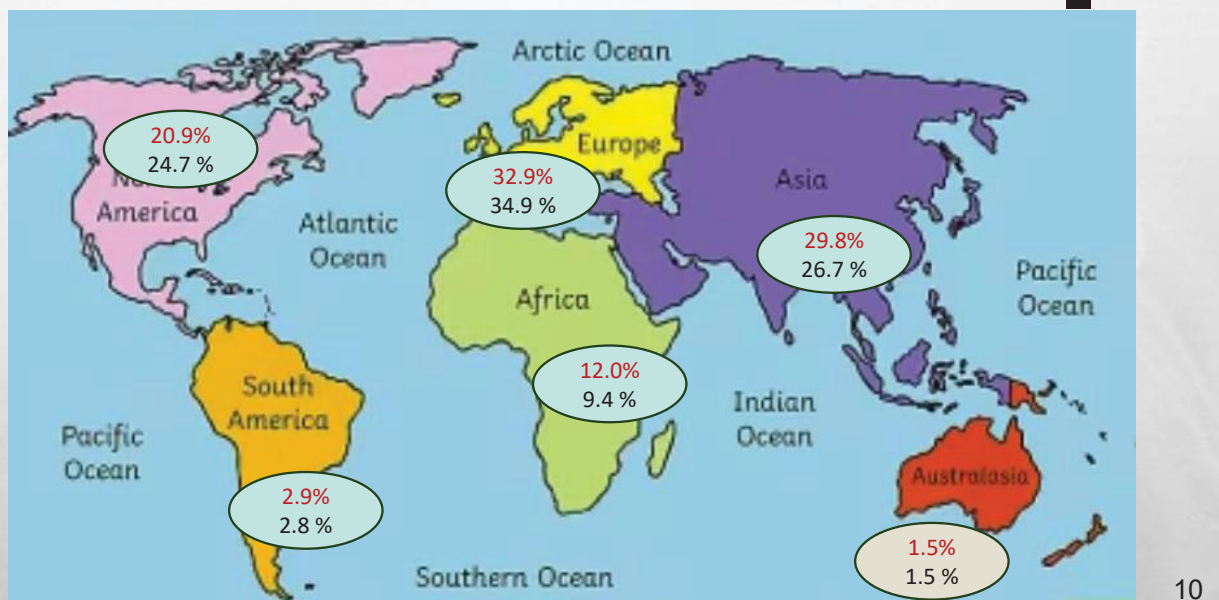 Arctic Ocean
20.9%
24.7 %
America
Atlantic
Ocean
Europe
32.9%
34.9 %
Asia
29.8%
26.7 %
Pacific
Ocean
Africa
12.0%
9.4 %
South
America
Indian
Ocean
Pacific
Ocean
2.9%
2.8 %
Australasia
1.5%
1.5 %
Southern Ocean
10